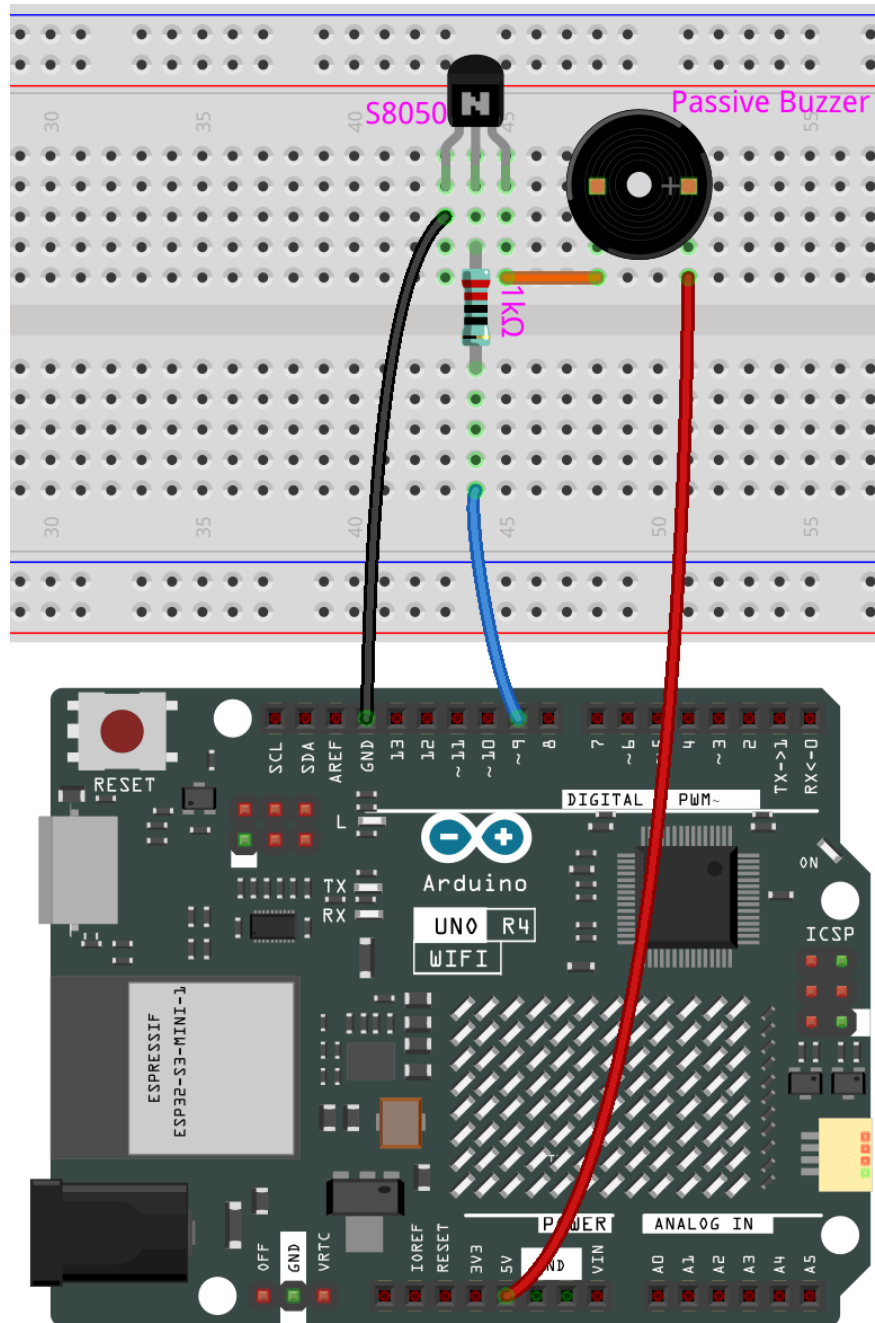 S8050
Passive Buzzer
30
35
40
45
55
N
1kΩ
30
35
40
45
50
55
RESET
SCL
SDA
AREF
GND
13
12
~11
~10
~9
8
7
~6
~5
4
~3
2
TX->1
RX<-0
DIGITAL PWM~
L
TX
RX
Arduino
UNO R4
WIFI
ON
ICSP
ESPRESSIF
ESP32-S3-MINI-1
OFF
GND
VRTC
IOREF
RESET
3V3
5V
VIN
POWER
ANALOG IN
A0
A1
A2
A3
A4
A5